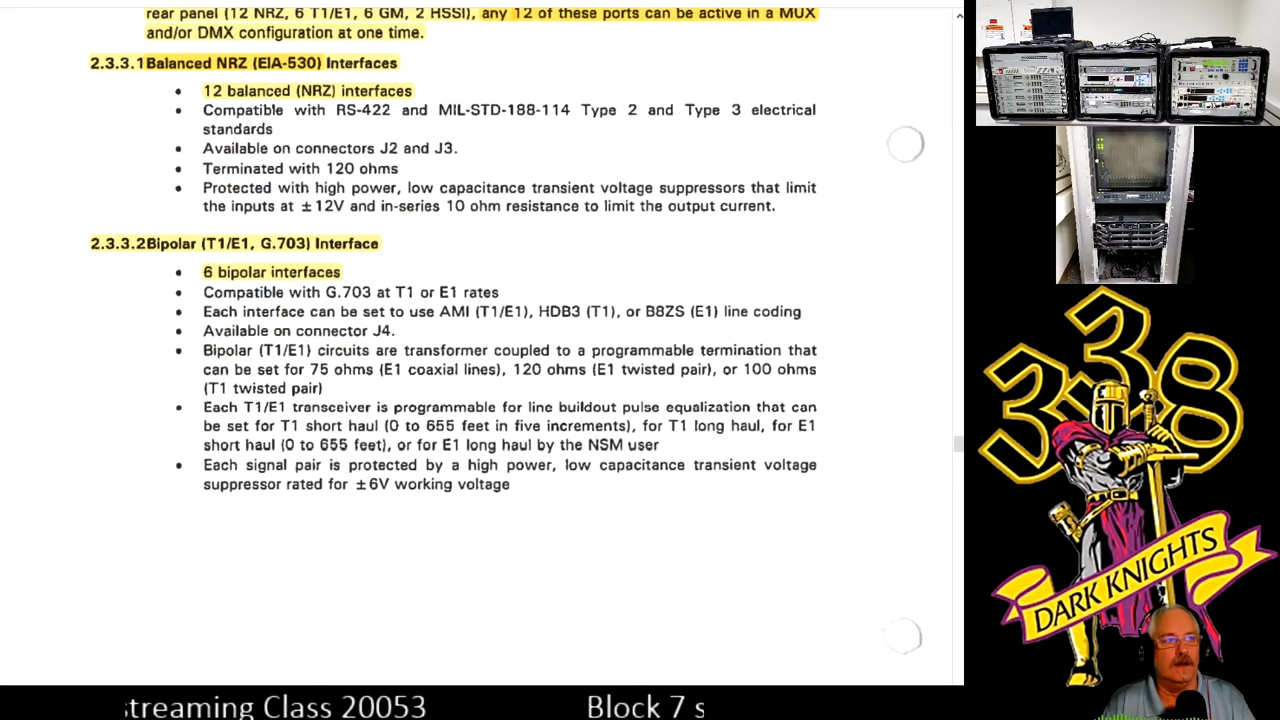 rear panel (12 NRZ, 6 T1/E1, 6 GM, 2 HSSI), any 12 of these ports can be active in a MUX
and/or DMX configuration at one time.
2.3.3.1 Balanced NRZ (EIA-530) Interfaces
• 12 balanced (NRZ) interfaces
• Compatible with RS-422 and MIL-STD-188-114 Type 2 and Type 3 electrical
standards
• Available on connectors J2 and J3.
• Terminated with 120 ohms
• Protected with high power, low capacitance transient voltage suppressors that limit
the inputs at ±12V and in-series 10 ohm resistance to limit the output current.
2.3.3.2 Bipolar (T1/E1, G.703) Interface
• 6 bipolar interfaces
• Compatible with G.703 at T1 or E1 rates
• Each interface can be set to use AMI (T1/E1), HDB3 (T1), or B8ZS (E1) line coding
• Available on connector J4.
• Bipolar (T1/E1) circuits are transformer coupled to a programmable termination that
can be set for 75 ohms (E1 coaxial lines), 120 ohms (E1 twisted pair), or 100 ohms
(T1 twisted pair)
• Each T1/E1 transceiver is programmable for line buildout pulse equalization that can
be set for T1 short haul (0 to 655 feet in five increments), for T1 long haul, for E1
short haul (0 to 655 feet), or for E1 long haul by the NSM user
• Each signal pair is protected by a high power, low capacitance transient voltage
suppressor rated for ±6V working voltage
338
DARK KNIGHTS
streaming Class 20053 Block 7 s